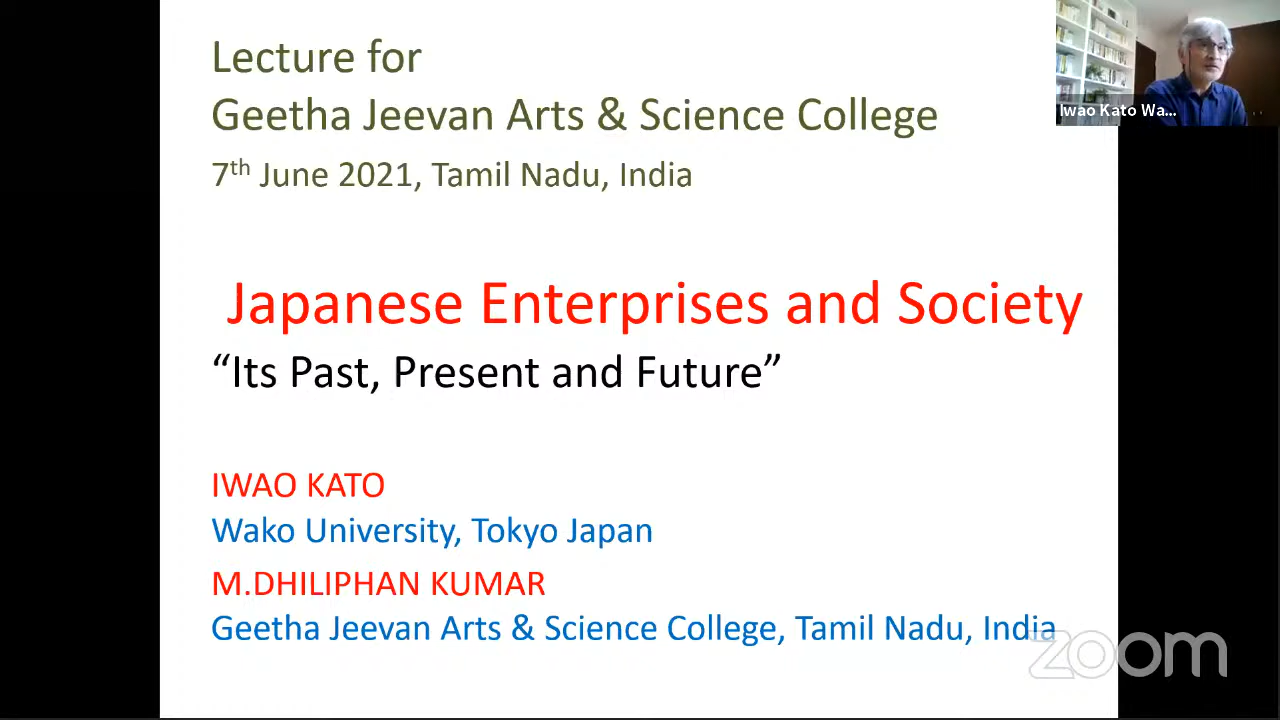 Lecture for
Geetha Jeevan Arts & Science College
7th June 2021, Tamil Nadu, India
Japanese Enterprises and Society
“Its Past, Present and Future”
IWAO KATO
Wako University, Tokyo Japan
M.DHILIPHAN KUMAR
Geetha Jeevan Arts & Science College, Tamil Nadu, India
Iwao Kato Wa...
zoom